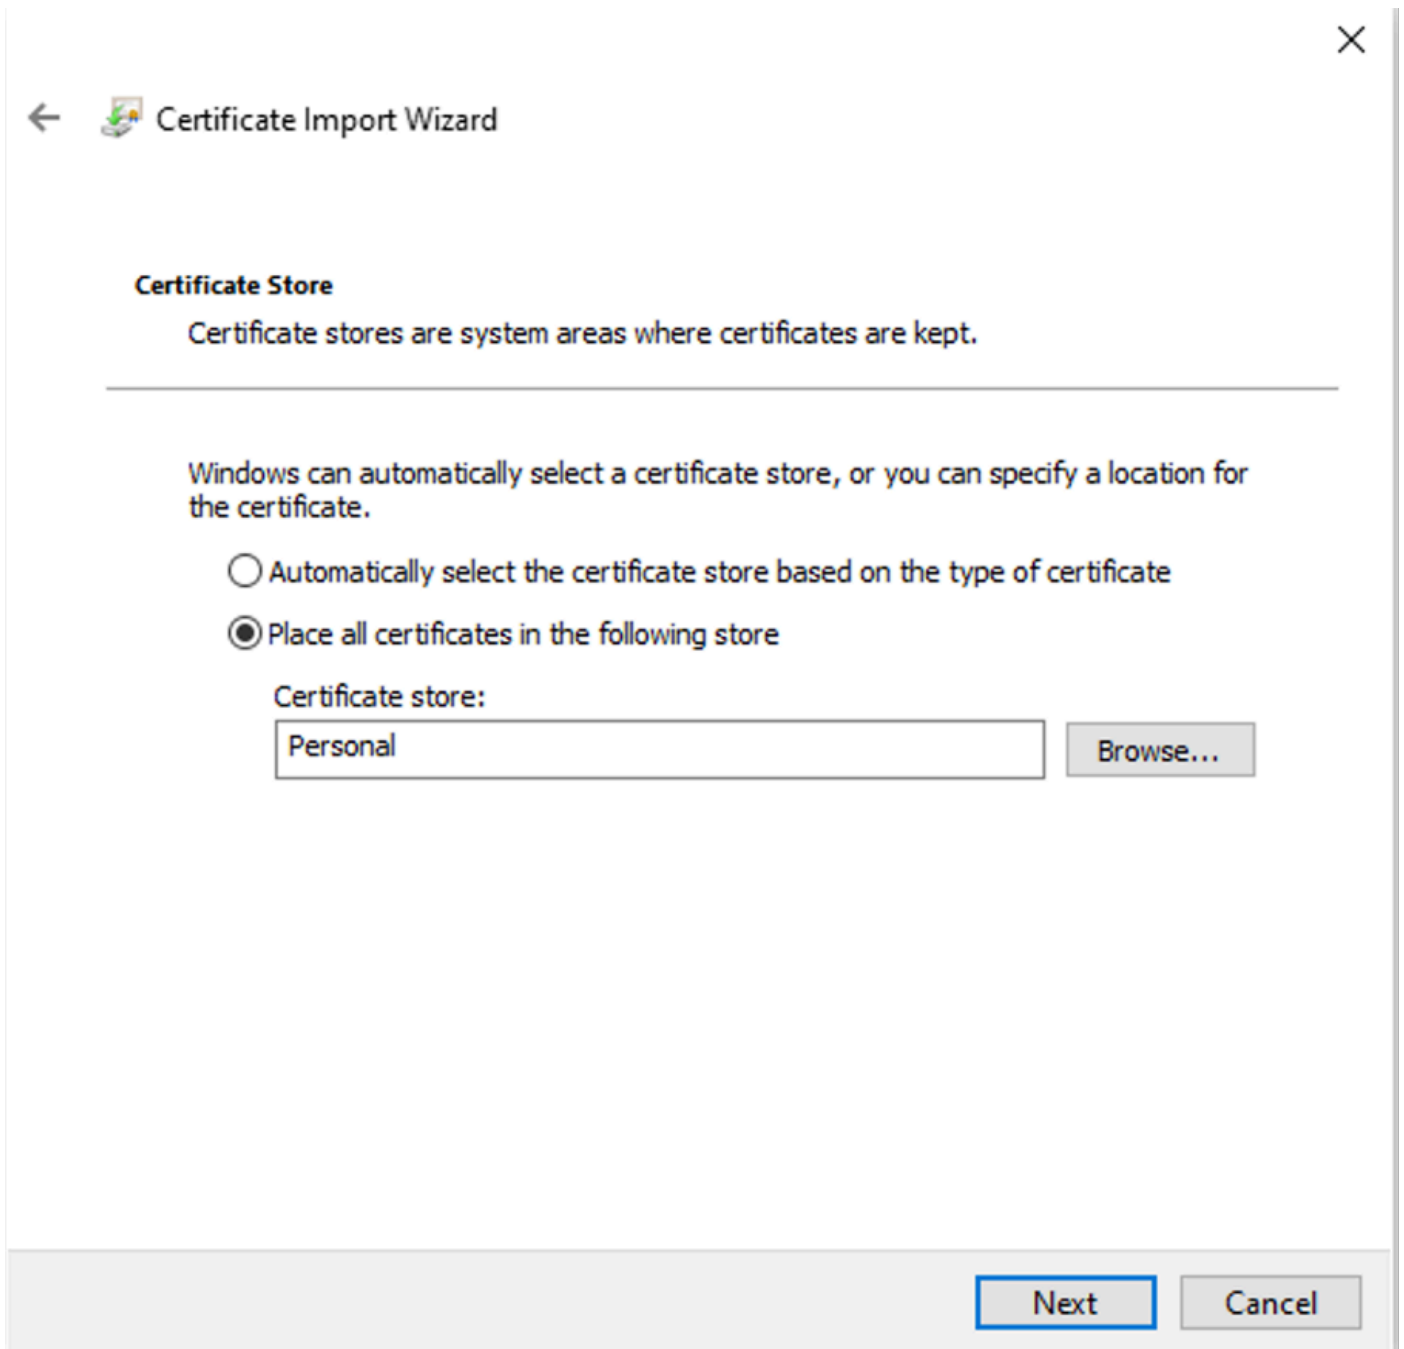 Certificate Import Wizard
Certificate Store
Certificate stores are system areas where certificates are kept.
Windows can automatically select a certificate store, or you can specify a location for
the certificate.
Automatically select the certificate store based on the type of certificate
Place all certificates in the following store
Certificate store:
Personal
Browse...
Next
Cancel